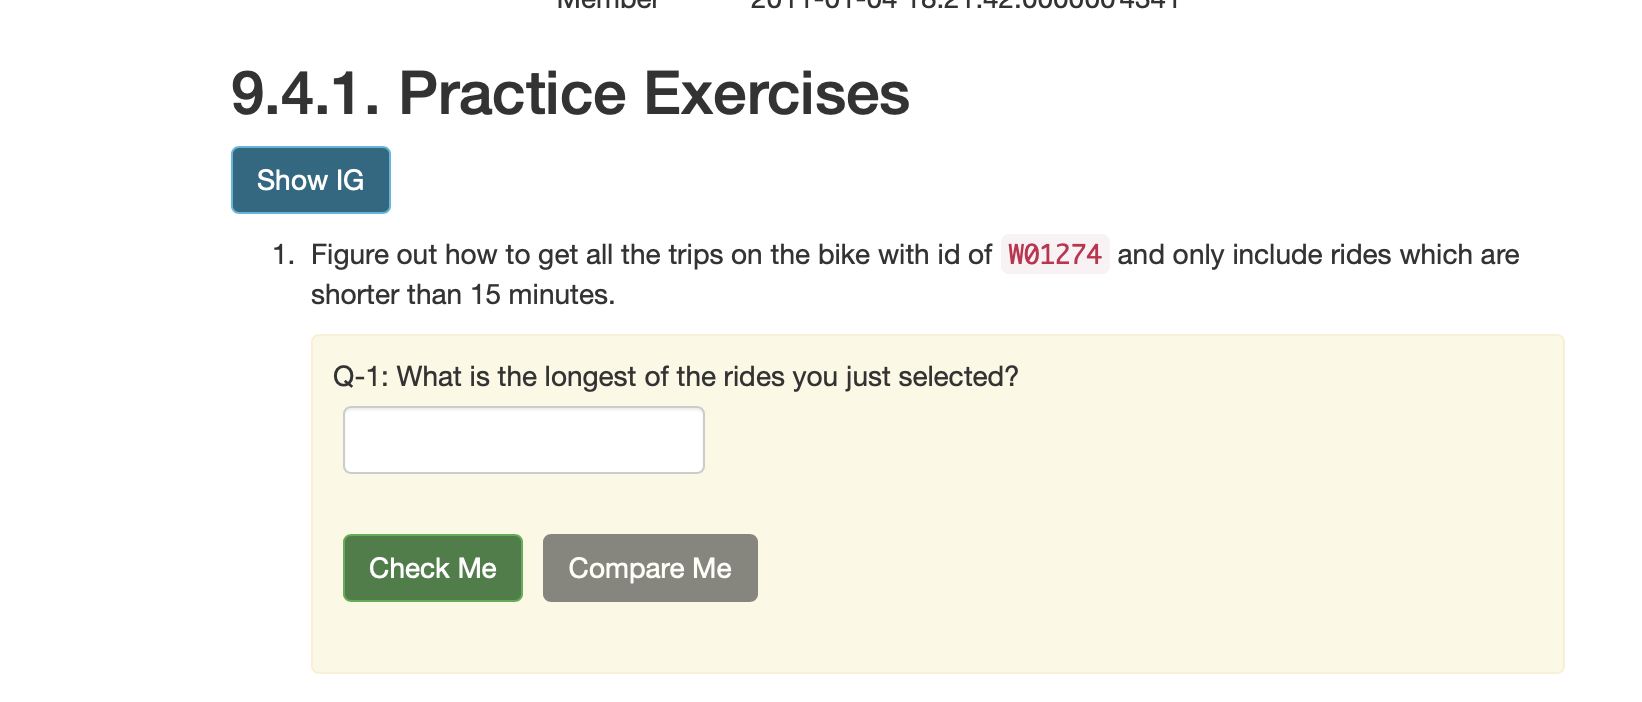 9.4.1. Practice Exercises
Show IG
1. Figure out how to get all the trips on the bike with id of W01274 and only include rides which are
shorter than 15 minutes.
Q-1: What is the longest of the rides you just selected?
Check Me
Compare Me